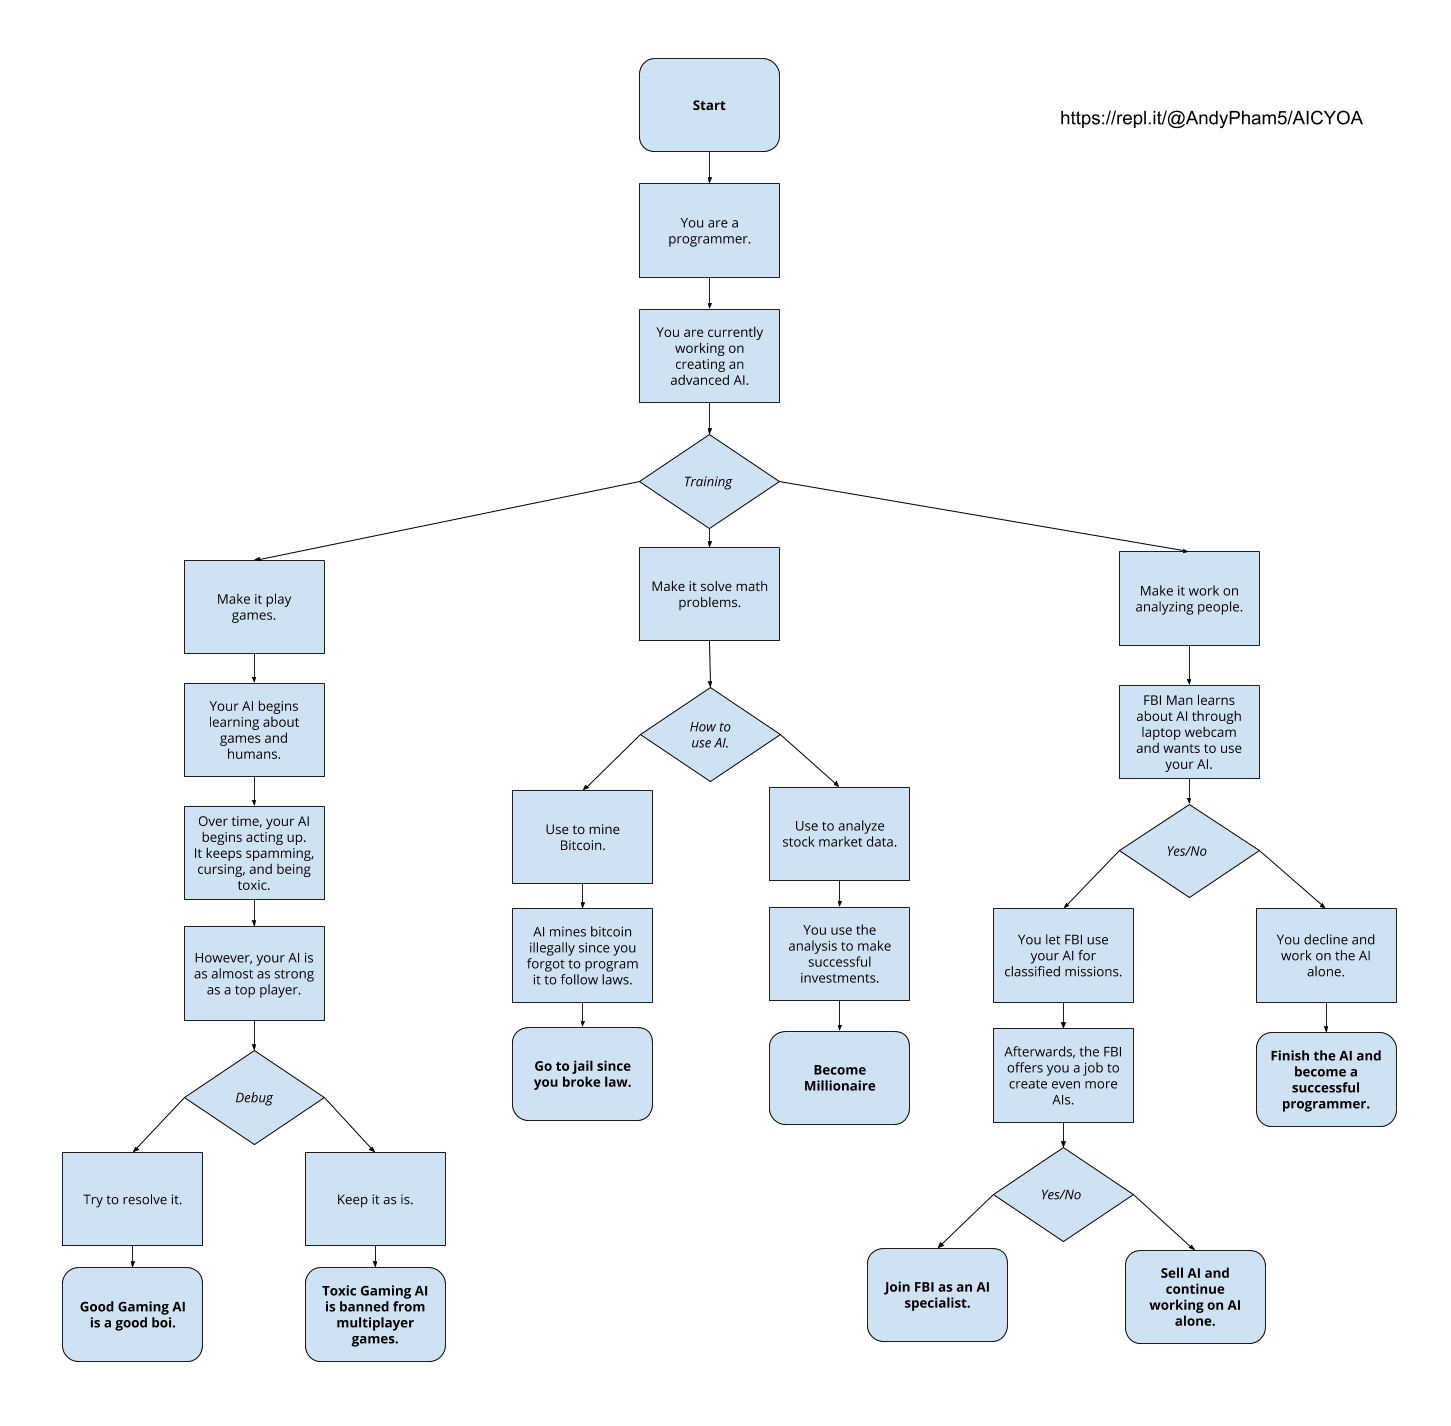 Start
https://repl.it/@AndyPham5/AICYOA
You are a
programmer.
You are currently
working on
creating an
advanced AI.
Training
Make it play
games.
Make it solve math
problems.
Make it work on
analyzing people.
Your AI begins
learning about
games and
humans.
How to
use AI.
FBI Man learns
about AI through
laptop webcam
and wants to use
your AI.
Over time, your AI
begins acting up.
It keeps spamming,
cursing, and being
toxic.
Use to mine
Bitcoin.
Use to analyze
stock market data.
Yes/No
However, your AI is
as almost as strong
as a top player.
AI mines bitcoin
illegally since you
forgot to program
it to follow laws.
You use the
analysis to make
successful
investments.
You let FBI use
your AI for
classified missions.
You decline and
work on the AI
alone.
Debug
Go to jail since
you broke law.
Become
Millionaire
Afterwards, the FBI
offers you a job to
create even more
AIs.
Finish the AI and
become a
successful
programmer.
Try to resolve it.
Keep it as is.
Yes/No
Good Gaming AI
is a good boi.
Toxic Gaming AI
is banned from
multiplayer
games.
Join FBI as an AI
specialist.
Sell AI and
continue
working on AI
alone.